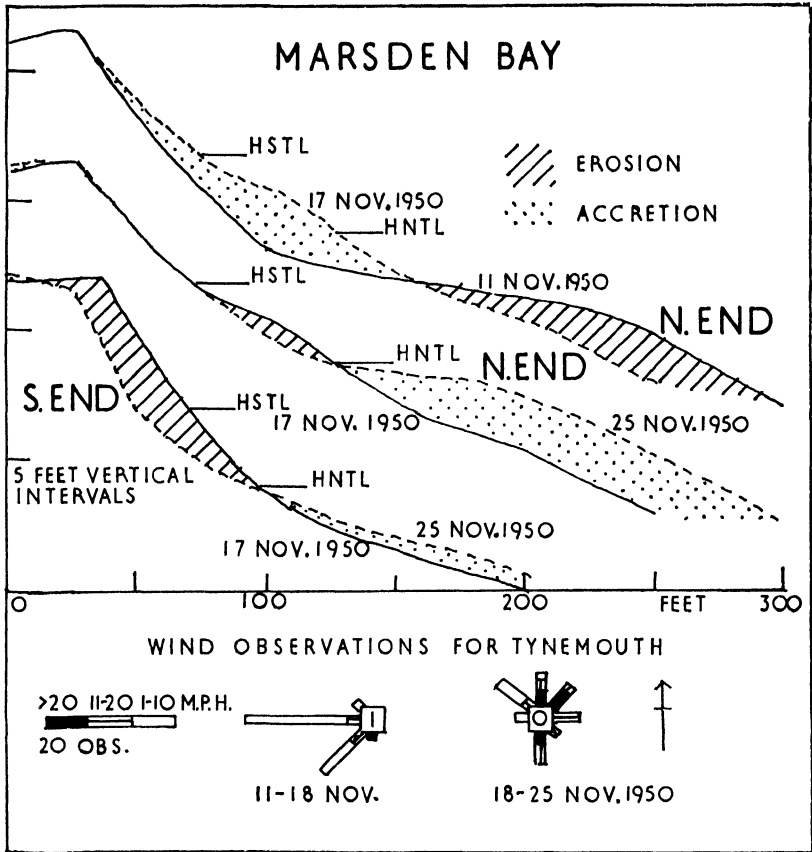 MARSDEN BAY
HSTL
EROSION
17 NOV. 1950
ACCRETION
HNTL
HSTL
11 NOV. 1950
N. END
HNTL
N. END
S. END
HSTL
17 NOV. 1950
25 NOV. 1950
5 FEET VERTICAL
INTERVALS
HNTL
25 NOV. 1950
17 NOV. 1950
0 100 200 FEET 300
WIND OBSERVATIONS FOR TYNEMOUTH
>20 11-20 1-10 M.P.H.
20 OBS.
1
0
11-18 NOV.
18-25 NOV. 1950